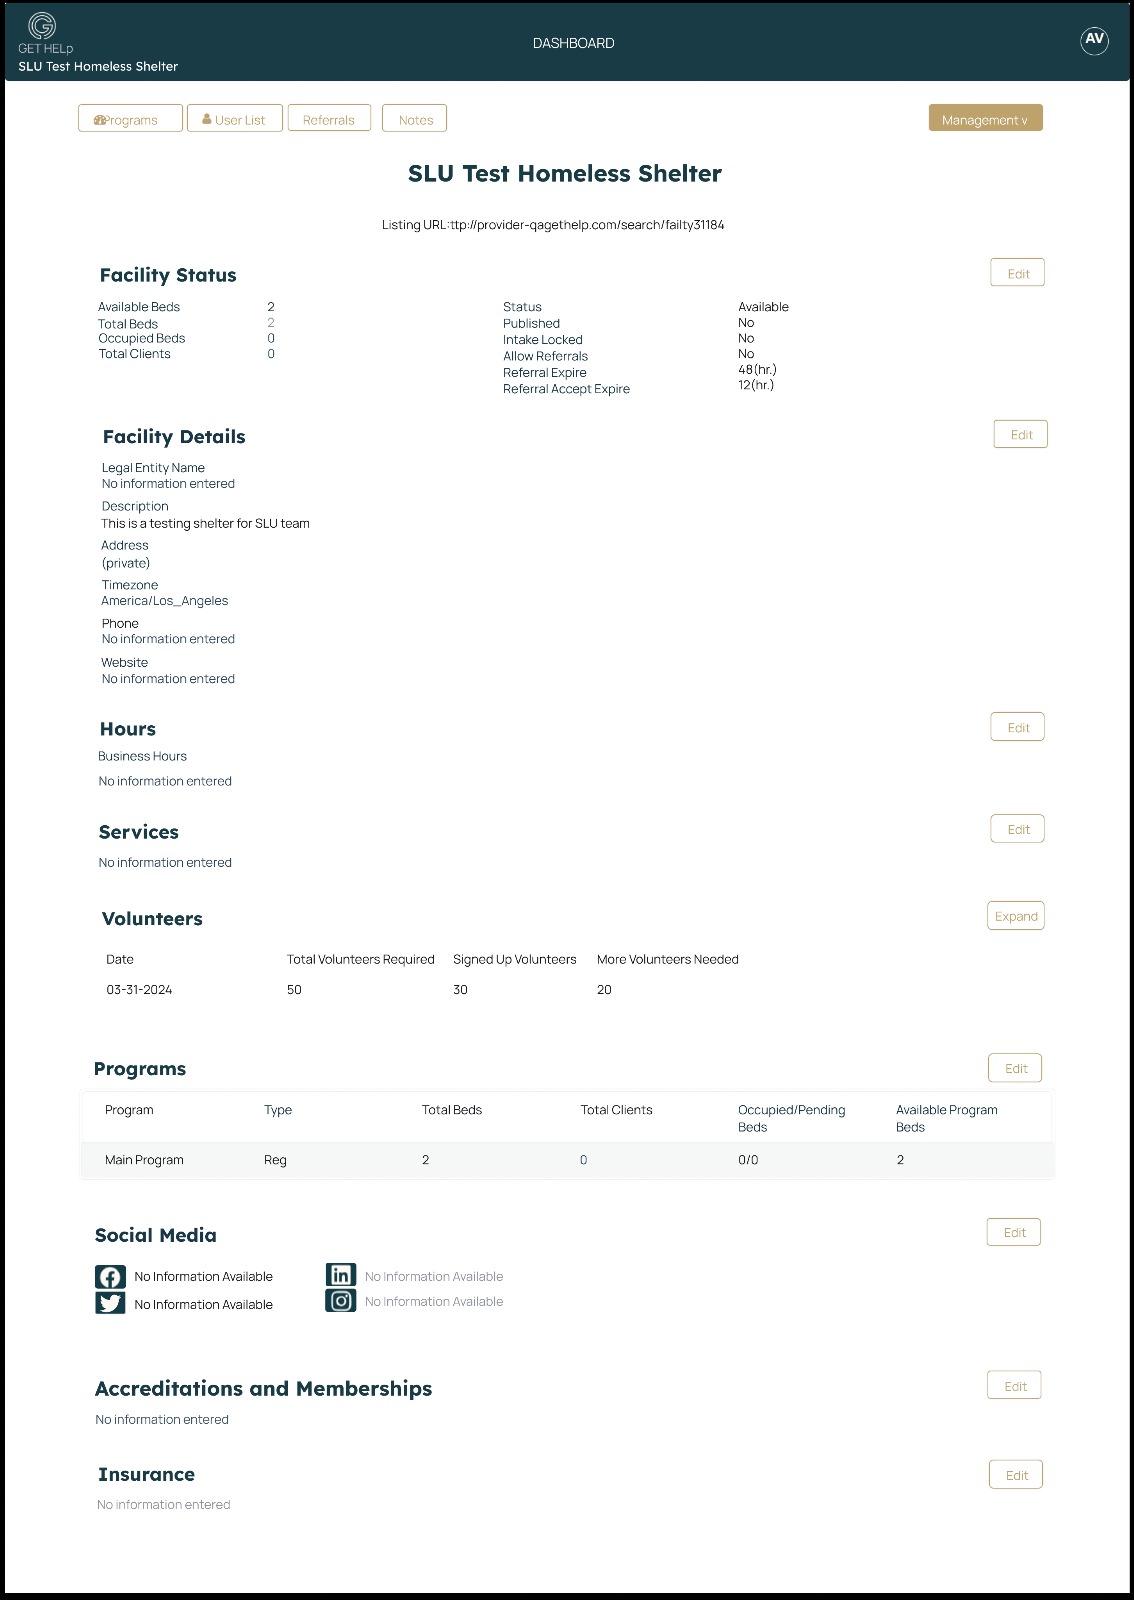 GET HELp
SLU Test Homeless Shelter
DASHBOARD
AV
Programs User List Referrals Notes Management v
SLU Test Homeless Shelter
Listing URL:ttp://provider-qagethelp.com/search/failty31184
Facility Status Edit
Available Beds 2 Status Available
Total Beds 2 Published No
Occupied Beds 0 Intake Locked No
Total Clients 0 Allow Referrals No
Referral Expire 48(hr.)
Referral Accept Expire 12(hr.)
Facility Details Edit
Legal Entity Name
No information entered
Description
This is a testing shelter for SLU team
Address
(private)
Timezone
America/Los_Angeles
Phone
No information entered
Website
No information entered
Hours Edit
Business Hours
No information entered
Services Edit
No information entered
Volunteers Expand
Date Total Volunteers Required Signed Up Volunteers More Volunteers Needed
03-31-2024 50 30 20
Programs Edit
Program Type Total Beds Total Clients Occupied/Pending Available Program
Beds Beds
Main Program Reg 2 0 0/0 2
Social Media Edit
No Information Available in No Information Available
No Information Available No Information Available
Accreditations and Memberships Edit
No information entered
Insurance Edit
No information entered